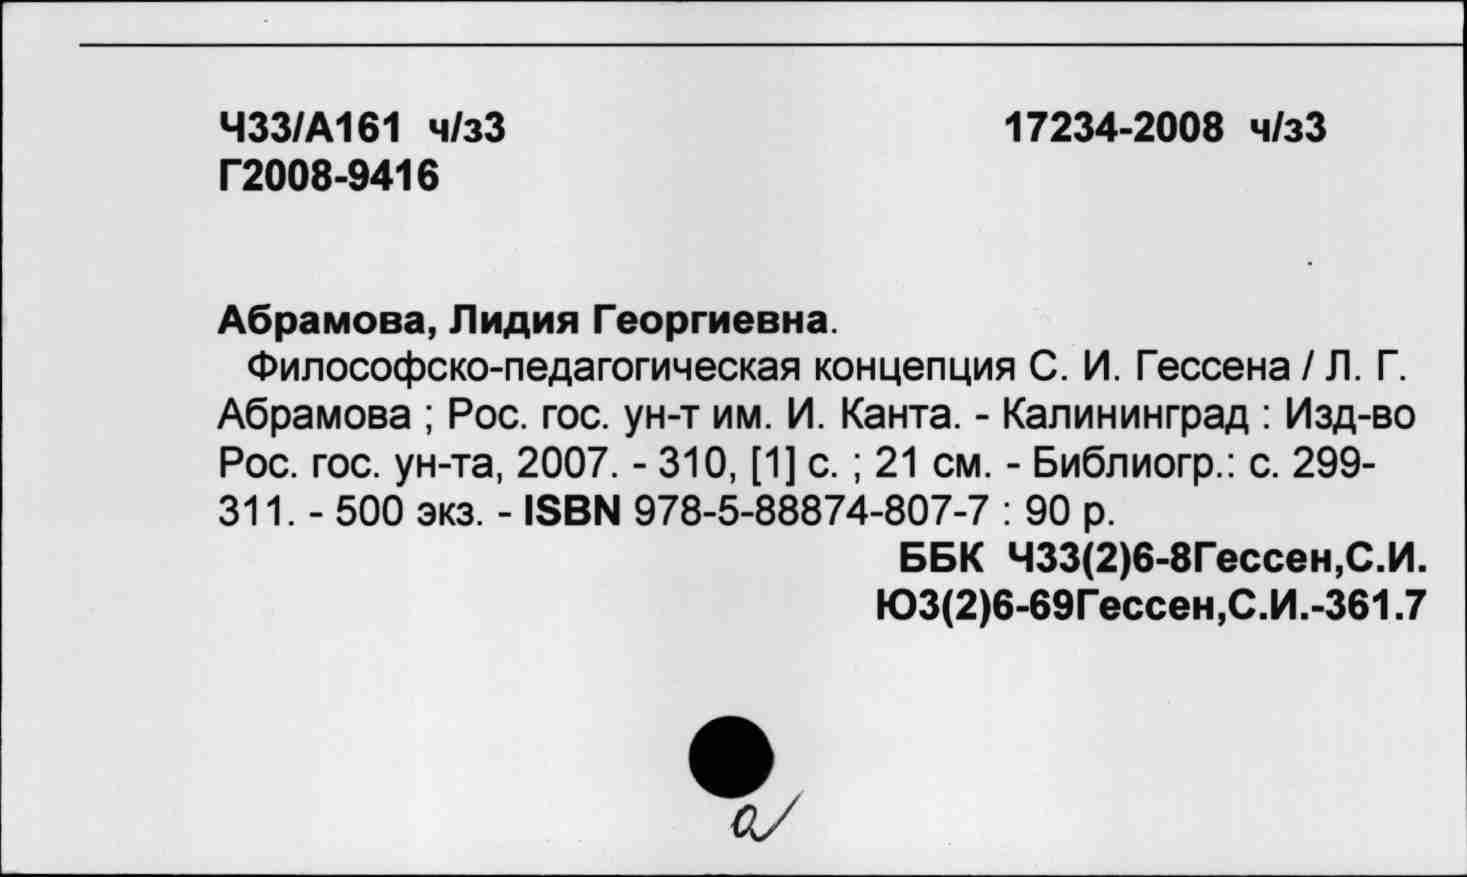 Ч33/А161 ч/з3
17234-2008 ч/з3
Г2008-9416
Абрамова, Лидия Георгиевна.
Философско-педагогическая концепция С. И. Гессена / Л. Г.
Абрамова ; Рос. гос. ун-т им. И. Канта. - Калининград : Изд-во
Рос. гос. ун-та, 2007. - 310, [1] с. ; 21 см. - Библиогр.: с. 299-
311. - 500 экз. - ISBN 978-5-88874-807-7 : 90 р.
ББК Ч33(2)6-8Гессен,С.И.
Ю3(2)6-69Гессен,С.И.-361.7